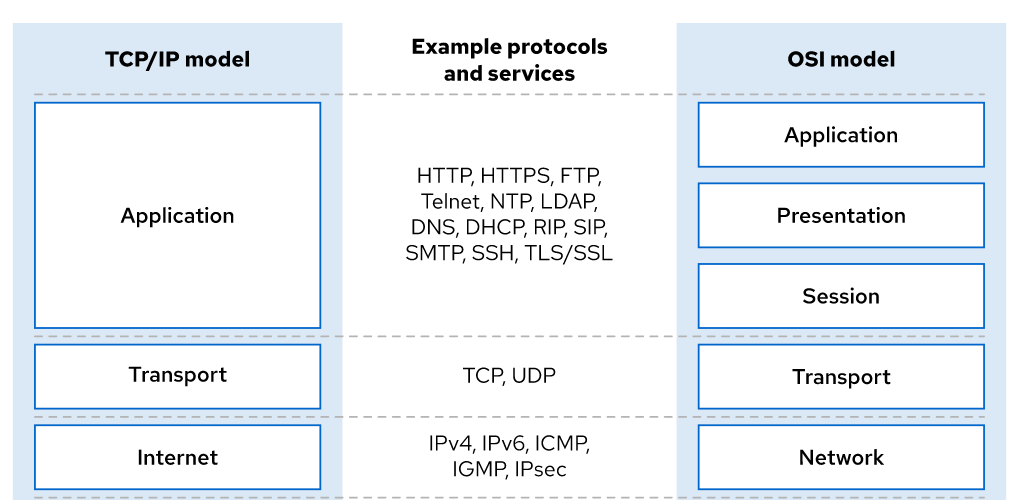 TCP/IP model
Example protocols
and services
OSI model
Application
HTTP, HTTPS, FTP,
Telnet, NTP, LDAP,
DNS, DHCP, RIP, SIP,
SMTP, SSH, TLS/SSL
Application
Presentation
Session
Transport
TCP, UDP
Transport
Internet
IPv4, IPv6, ICMP,
IGMP, IPsec
Network